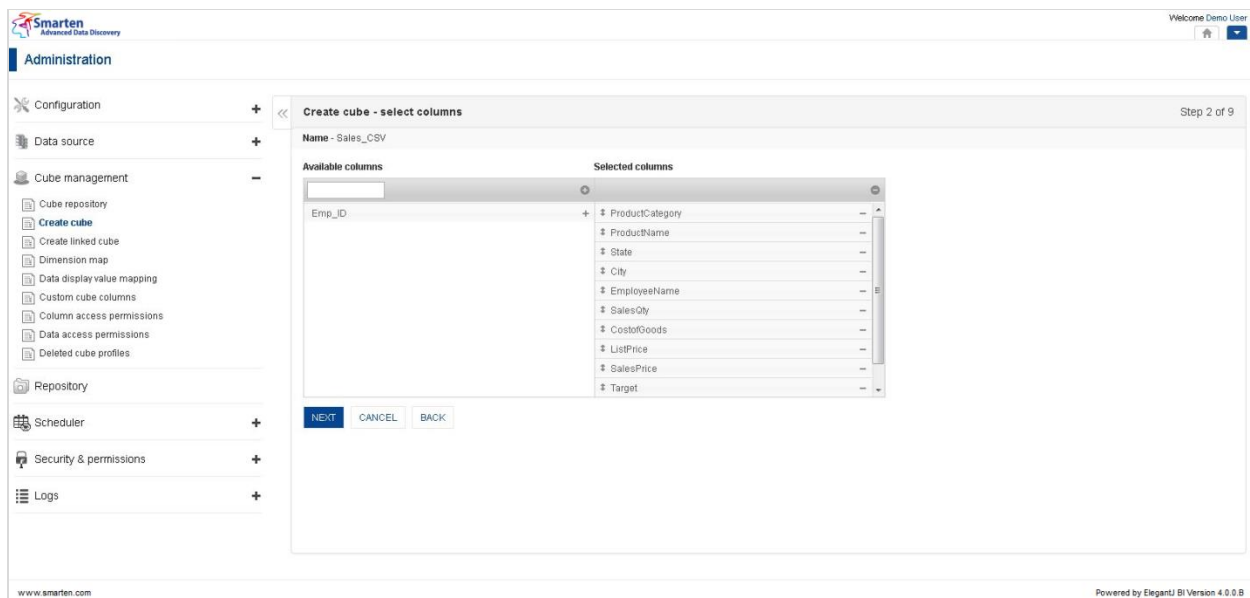 Smarten
Advanced Data Discovery
Welcome Demo User
Administration
Configuration
Data source
Cube management
Cube repository
Create cube
Create linked cube
Dimension map
Data display value mapping
Custom cube columns
Column access permissions
Data access permissions
Deleted cube profiles
Repository
Scheduler
Security & permissions
Logs
Create cube - select columns
Step 2 of 9
Name - Sales_CSV
Available columns
Emp_ID
Selected columns
ProductCategory
ProductName
State
City
EmployeeName
SalesQty
CostofGoods
ListPrice
SalesPrice
Target
NEXT
CANCEL
BACK
www.smarten.com
Powered by ElegantJ BI Version 4.0.0.B